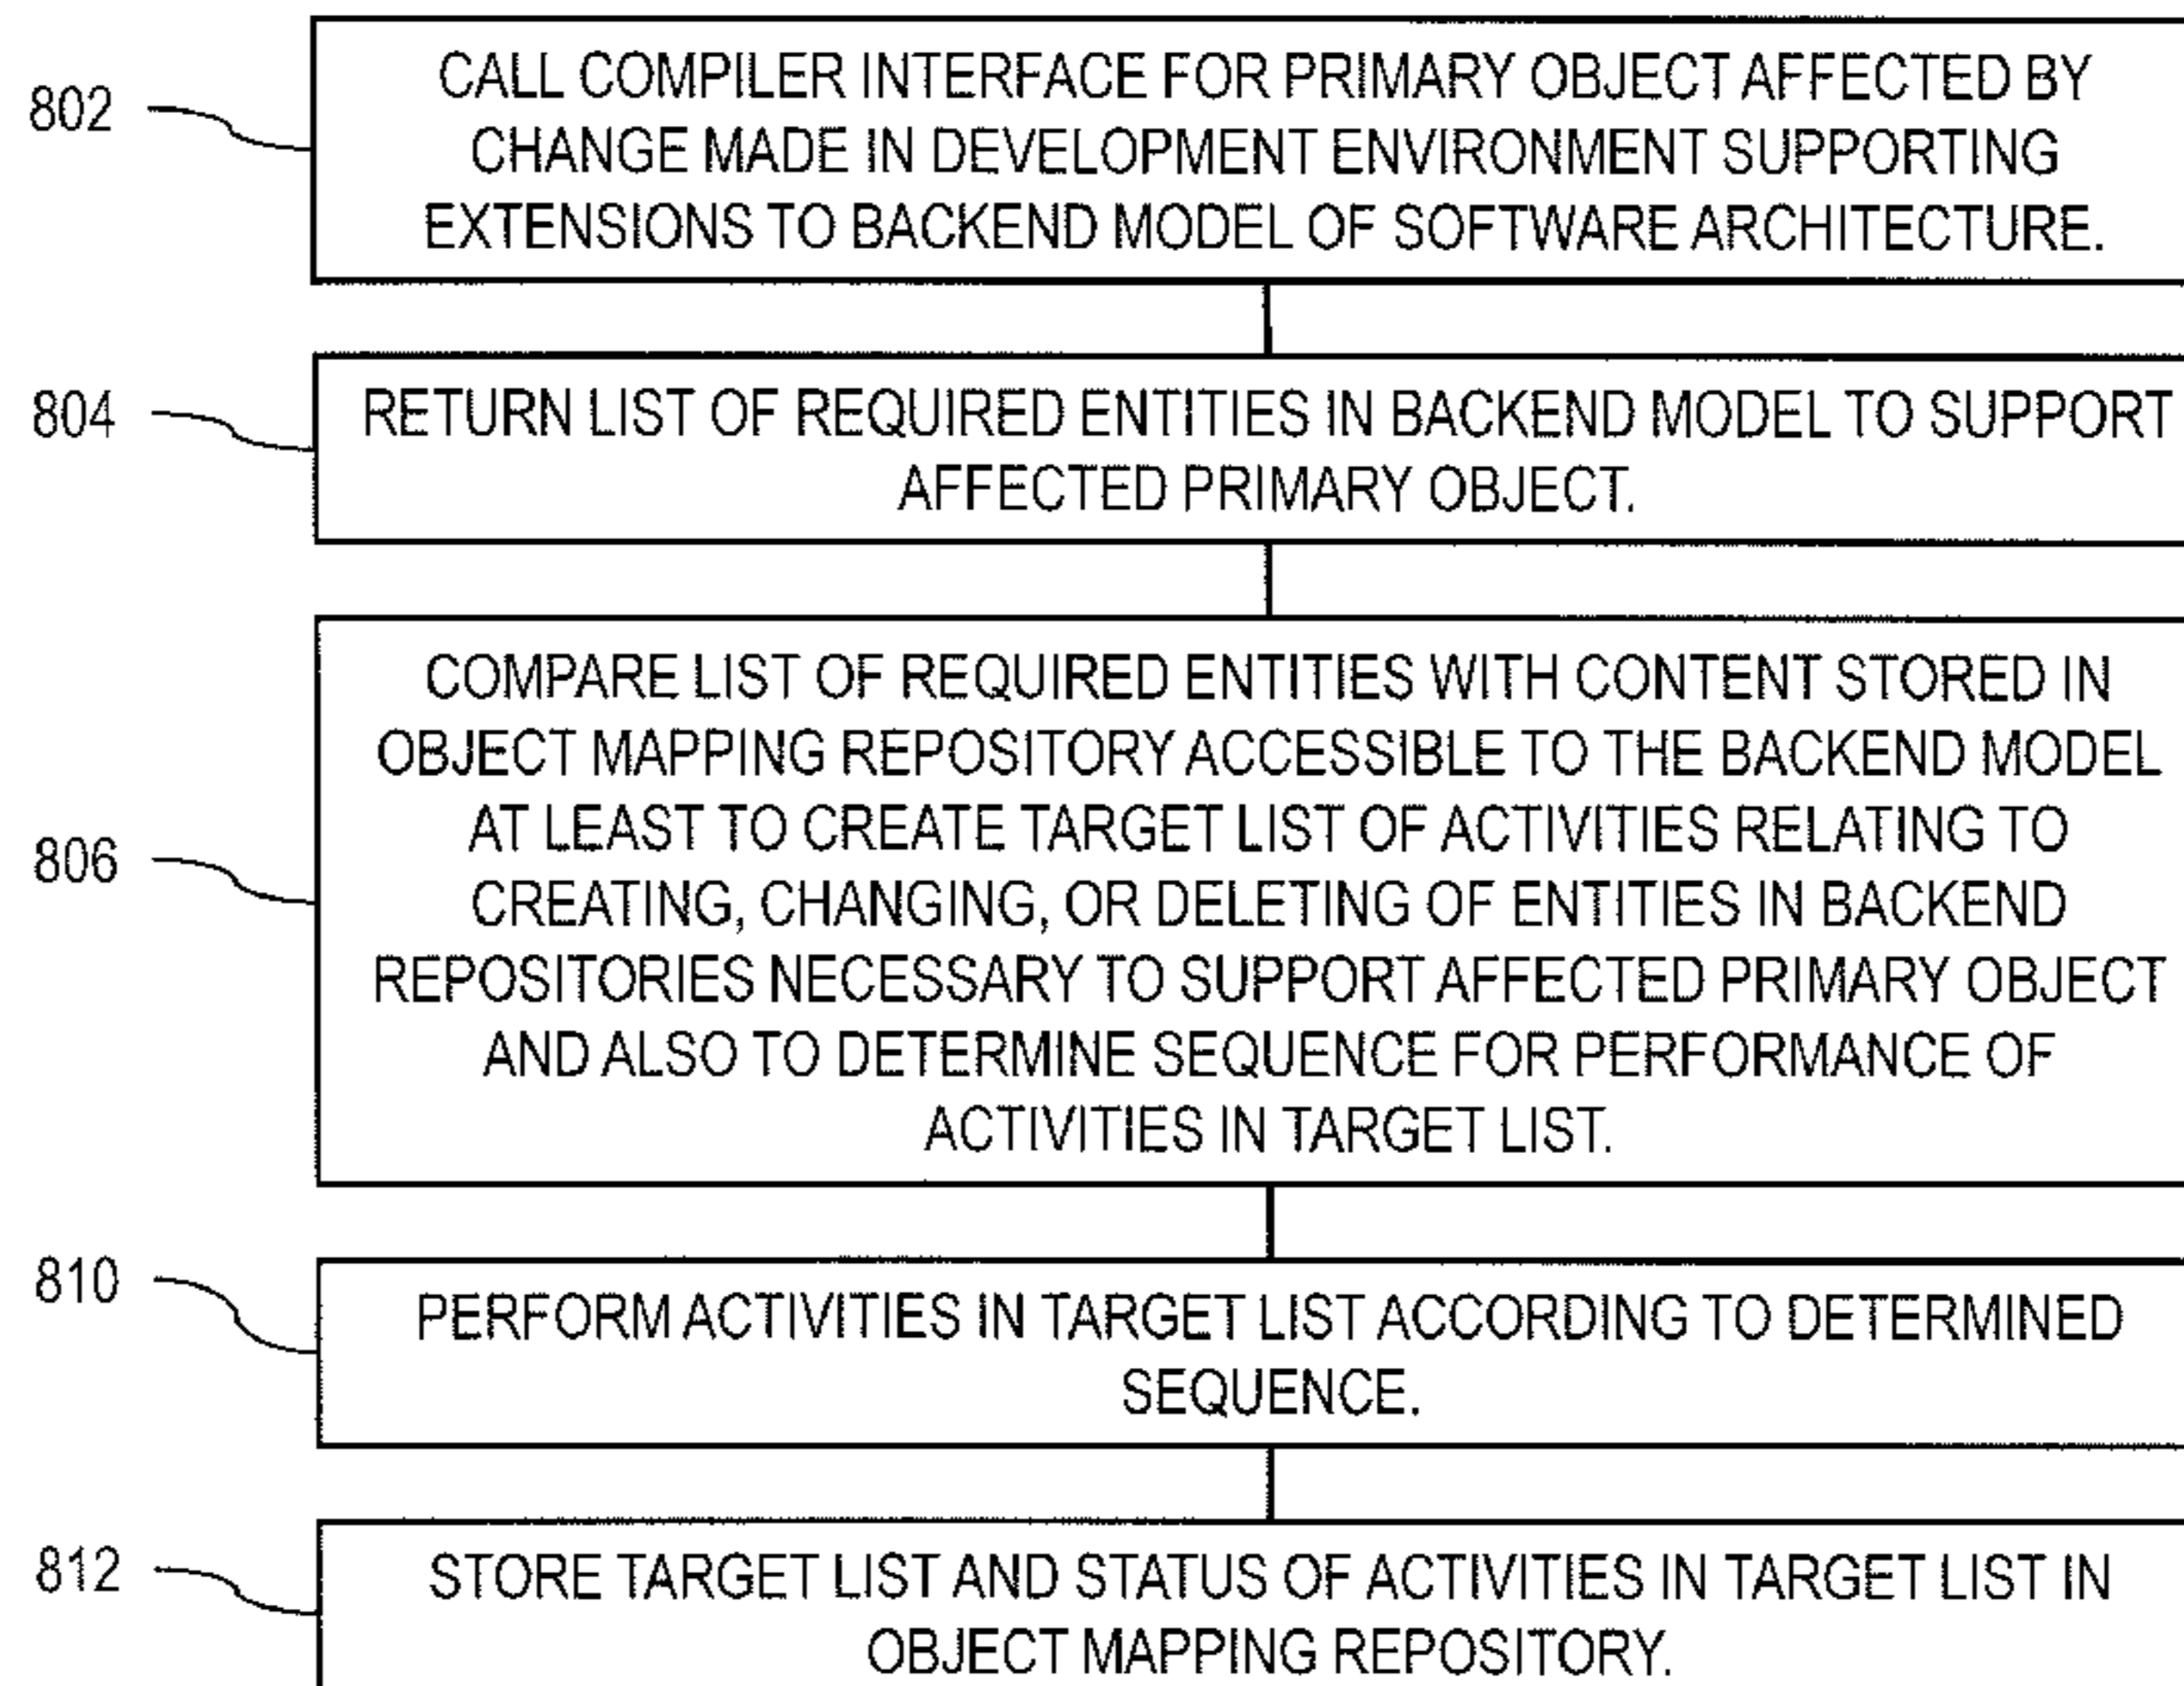 802
CALL COMPILER INTERFACE FOR PRIMARY OBJECT AFFECTED BY
CHANGE MADE IN DEVELOPMENT ENVIRONMENT SUPPORTING
EXTENSIONS TO BACKEND MODEL OF SOFTWARE ARCHITECTURE.
804
RETURN LIST OF REQUIRED ENTITIES IN BACKEND MODEL TO SUPPORT
AFFECTED PRIMARY OBJECT.
806
COMPARE LIST OF REQUIRED ENTITIES WITH CONTENT STORED IN
OBJECT MAPPING REPOSITORY ACCESSIBLE TO THE BACKEND MODEL
AT LEAST TO CREATE TARGET LIST OF ACTIVITIES RELATING TO
CREATING, CHANGING, OR DELETING OF ENTITIES IN BACKEND
REPOSITORIES NECESSARY TO SUPPORT AFFECTED PRIMARY OBJECT
AND ALSO TO DETERMINE SEQUENCE FOR PERFORMANCE OF
ACTIVITIES IN TARGET LIST.
810
PERFORM ACTIVITIES IN TARGET LIST ACCORDING TO DETERMINED
SEQUENCE.
812
STORE TARGET LIST AND STATUS OF ACTIVITIES IN TARGET LIST IN
OBJECT MAPPING REPOSITORY.